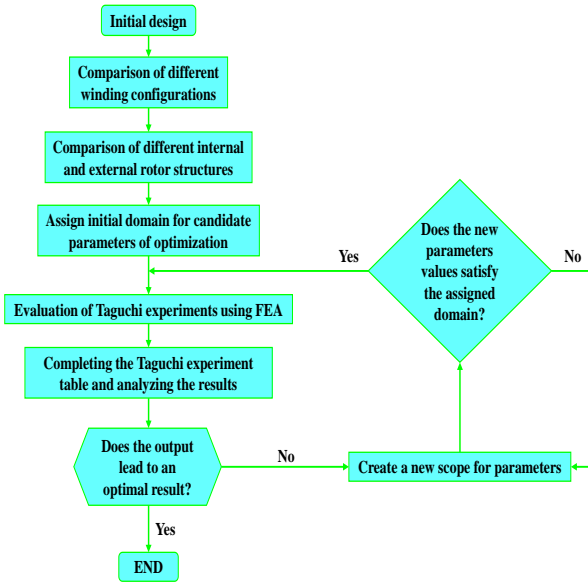 Initial design
Comparison of different
winding configurations
Comparison of different internal
and external rotor structures
Assign initial domain for candidate
parameters of optimization
Evaluation of Taguchi experiments using FEA
Completing the Taguchi experiment
table and analyzing the results
Does the output
lead to an
optimal result?
Yes
END
No
Create a new scope for parameters
Does the new
parameters
values satisfy
the assigned
domain?
Yes
No